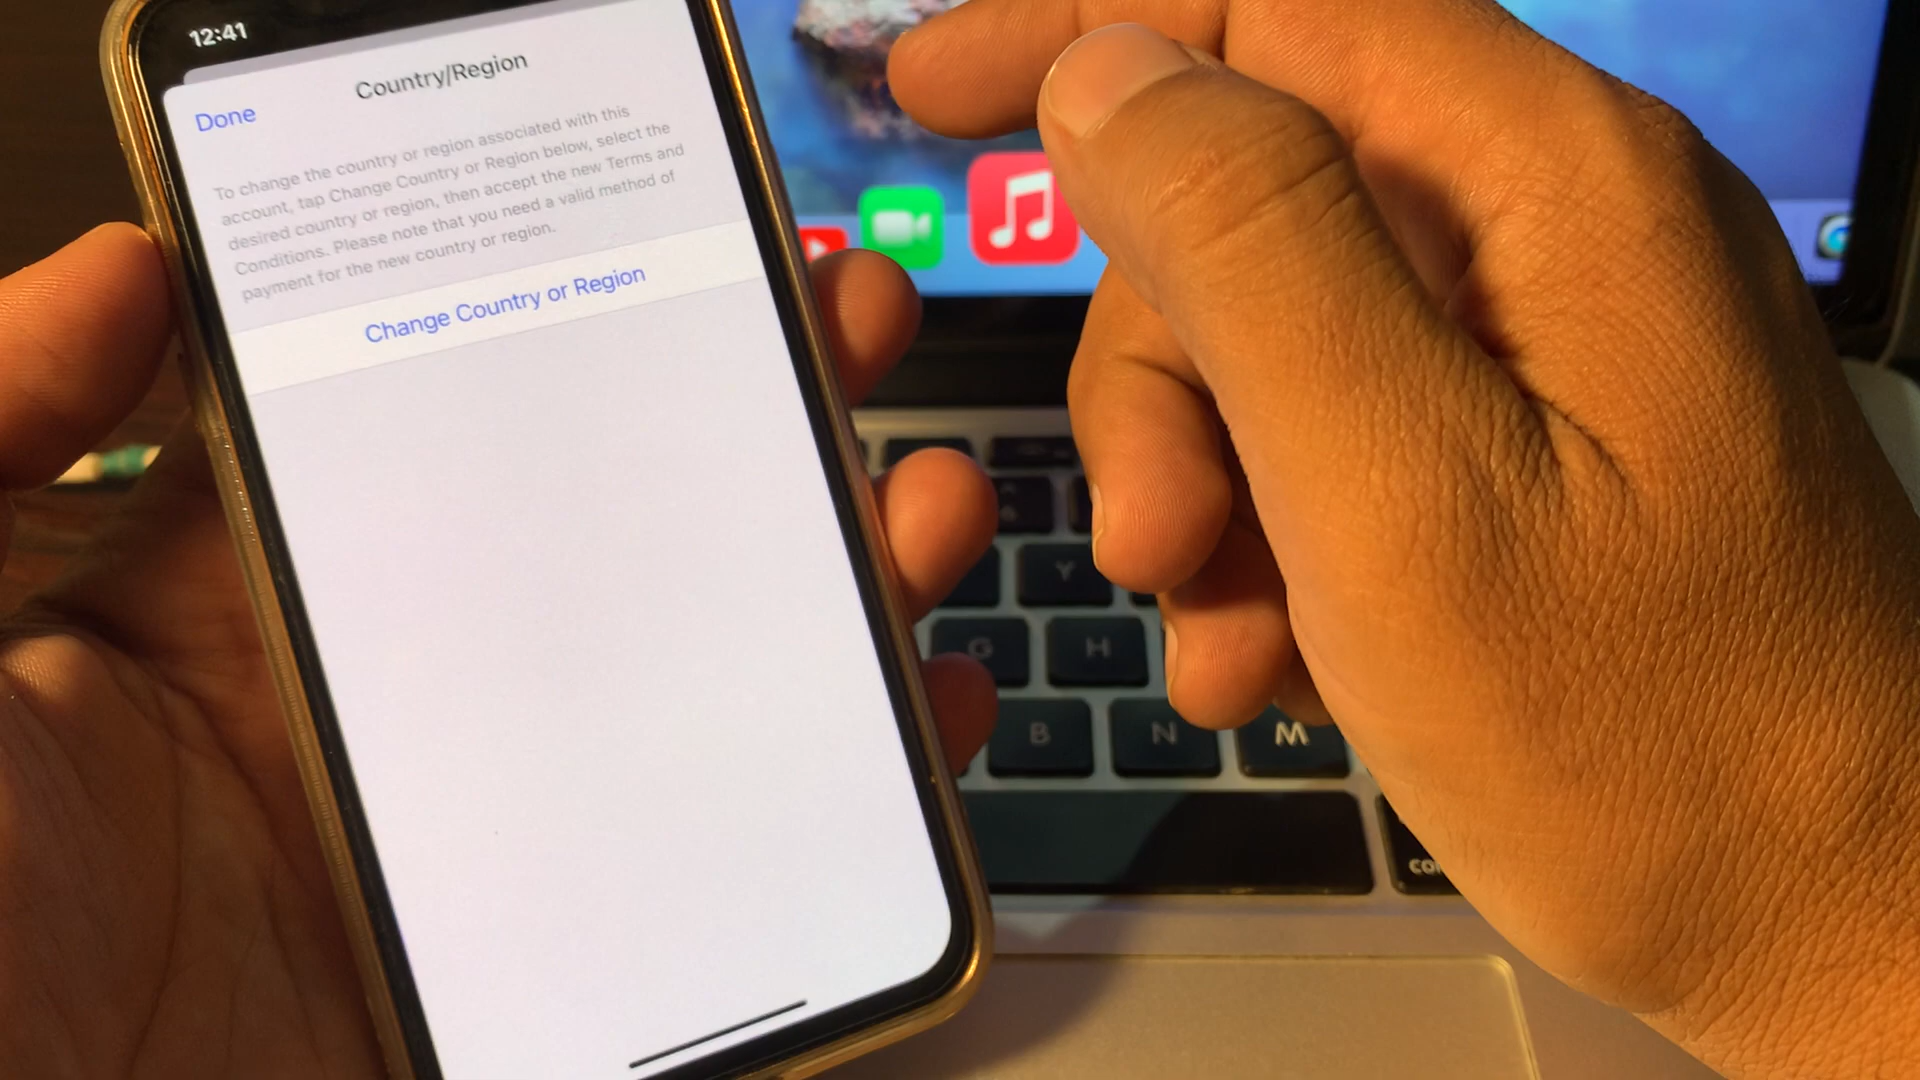 12:41
Country/Region
Done
To change the country or region associated with this
account, tap Change Country or Region below, select the
desired country or region, then accept the new Terms and
Conditions. Please note that you need a valid method of
payment for the new country or region.
Change Country or Region
^
6
Y
G
H
B
N
M